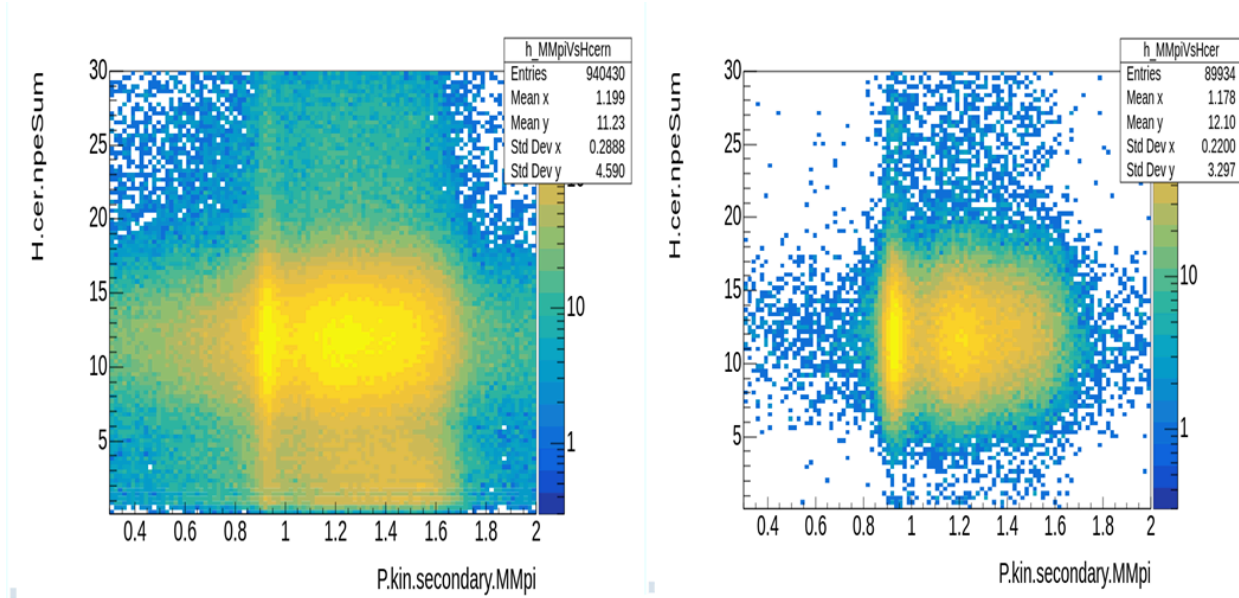 h_MMpiVsHcern
Entries 940430
Mean x 1.199
Mean y 11.23
Std Dev x 0.2888
Std Dev y 4.590
H.cer.npeSum
30
25
20
15
10
5
10
1
0.4 0.6 0.8 1 1.2 1.4 1.6 1.8 2
P.kin.secondary.MMpi
h_MMpiVsHcer
Entries 89934
Mean x 1.178
Mean y 12.10
Std Dev x 0.2200
Std Dev y 3.297
H.cer.npeSum
30
25
20
15
10
5
10
1
0.4 0.6 0.8 1 1.2 1.4 1.6 1.8 2
P.kin.secondary.MMpi